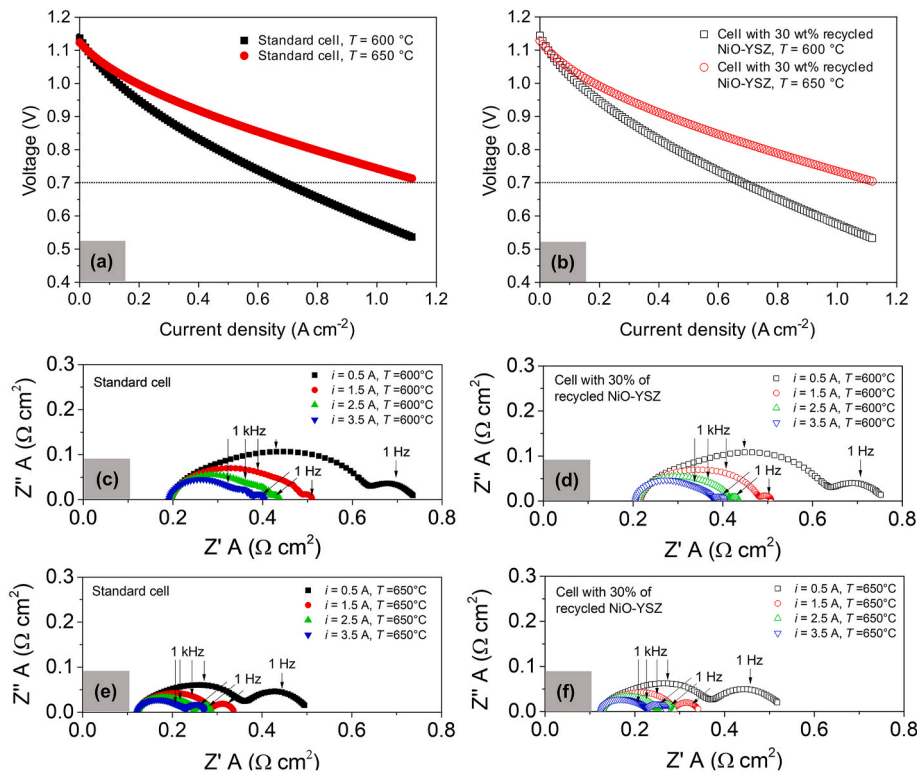 1.2
1.1
1.0
0.9
0.8
0.7
0.6
0.5
0.4
Voltage (V)
Standard cell, T = 600 °C
Standard cell, T = 650 °C
(a)
0.0 0.2 0.4 0.6 0.8 1.0 1.2
Current density (A cm-2)
1.2
1.1
1.0
0.9
0.8
0.7
0.6
0.5
0.4
Voltage (V)
Cell with 30 wt% recycled
NiO-YSZ, T = 600 °C
Cell with 30 wt% recycled
NiO-YSZ, T = 650 °C
(b)
0.0 0.2 0.4 0.6 0.8 1.0 1.2
Current density (A cm-2)
0.3
0.2
0.1
0.0
Z" A (Ω cm²)
Standard cell
i = 0.5 A, T =600°C
i = 1.5 A, T =600°C
i = 2.5 A, T =600°C
i = 3.5 A, T =600°C
1 kHz
1 Hz
1 Hz
(c)
0.0 0.2 0.4 0.6 0.8
Z' A (Ω cm²)
0.3
0.2
0.1
0.0
Z" A (Ω cm²)
Cell with 30% of
recycled NiO-YSZ
i = 0.5 A, T =600°C
i = 1.5 A, T =600°C
i = 2.5 A, T =600°C
i = 3.5 A, T =600°C
1 kHz
1 Hz
1 Hz
(d)
0.0 0.2 0.4 0.6 0.8
Z' A (Ω cm²)
0.3
0.2
0.1
0.0
Z" A (Ω cm²)
Standard cell
i = 0.5 A, T =650°C
i = 1.5 A, T =650°C
i = 2.5 A, T =650°C
i = 3.5 A, T =650°C
1 kHz
1 Hz
1 Hz
(e)
0.0 0.2 0.4 0.6 0.8
Z' A (Ω cm²)
0.3
0.2
0.1
0.0
Z" A (Ω cm²)
Cell with 30% of
recycled NiO-YSZ
i = 0.5 A, T =650°C
i = 1.5 A, T =650°C
i = 2.5 A, T =650°C
i = 3.5 A, T =650°C
1 kHz
1 Hz
1 Hz
(f)
0.0 0.2 0.4 0.6 0.8
Z' A (Ω cm²)